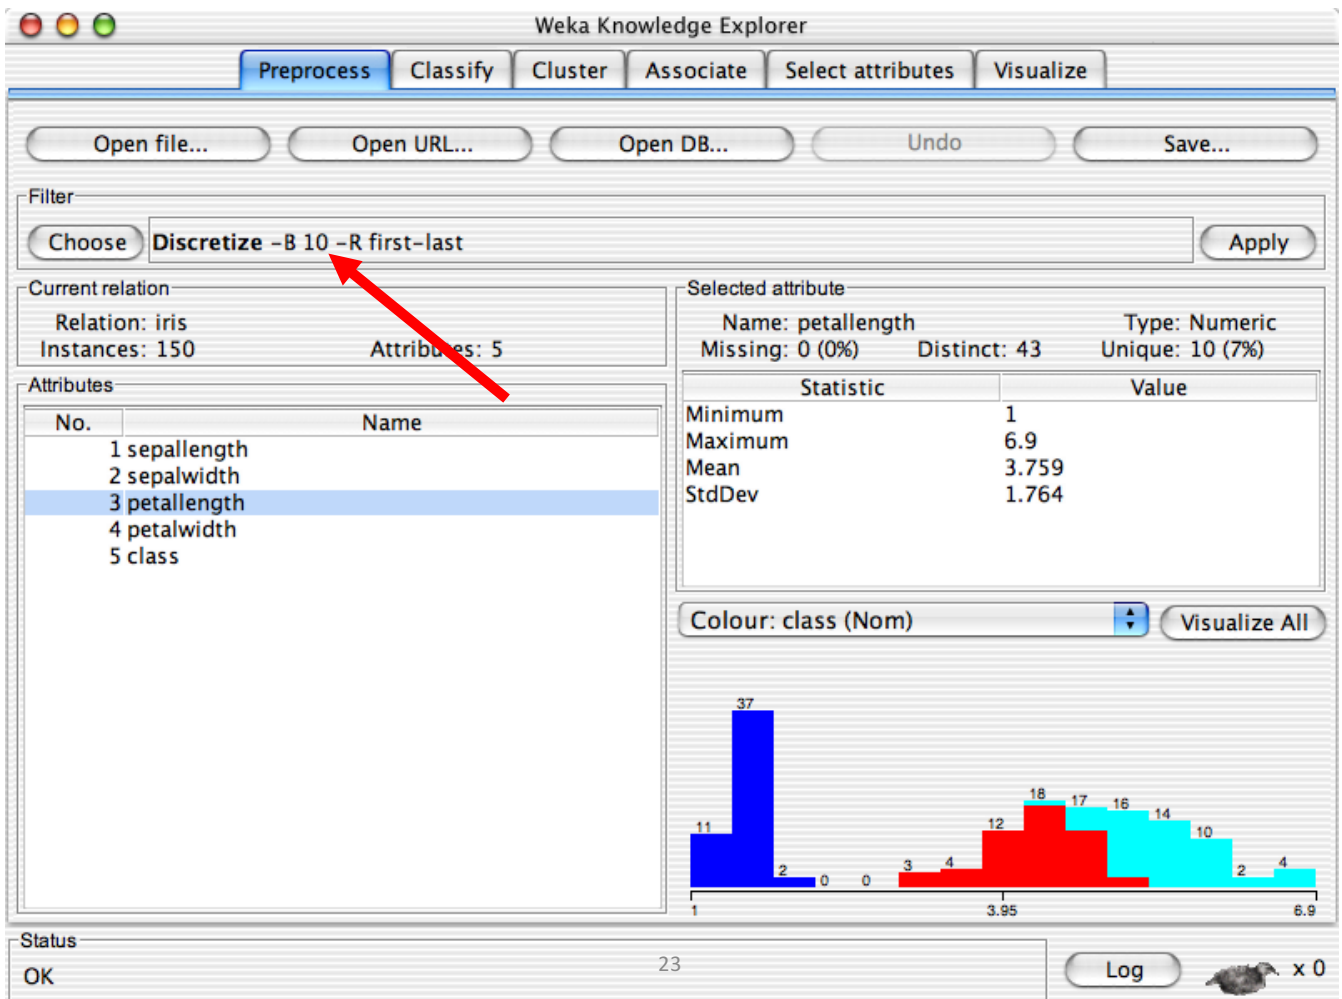 Weka Knowledge Explorer
Preprocess Classify Cluster Associate Select attributes Visualize
Open file... Open URL... Open DB... Undo Save...
Filter
Choose Discretize -B 10 -R first-last Apply
Current relation
Relation: iris
Instances: 150 Attributes: 5
Selected attribute
Name: petallength Type: Numeric
Missing: 0 (0%) Distinct: 43 Unique: 10 (7%)
Attributes
No. Name
1 sepallength
2 sepalwidth
3 petallength
4 petalwidth
5 class
Statistic Value
Minimum 1
Maximum 6.9
Mean 3.759
StdDev 1.764
Colour: class (Nom) Visualize All
11 37 2 0 0 3 4 12 18 17 16 14 10 2 4
1 3.95 6.9
Status
OK
23
Log x 0